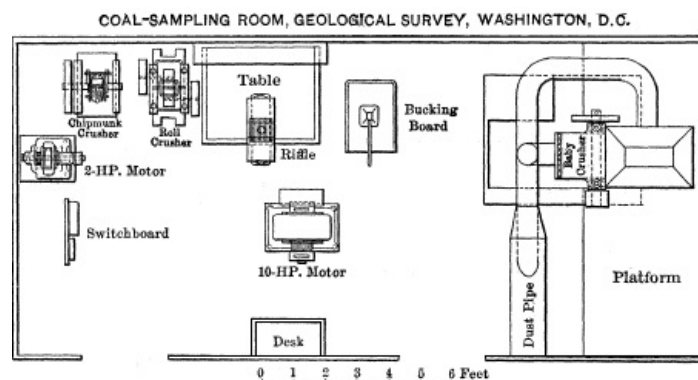 COAL-SAMPLING ROOM, GEOLOGICAL SURVEY, WASHINGTON, D.C.
Table
Bucking
Board
Chipmunk
Crusher
Roll
Crusher
Riffle
Baby
Crusher
2-HP. Motor
Switchboard
10-HP. Motor
Platform
Dust Pipe
Desk
0 1 2 3 4 5 6 Feet